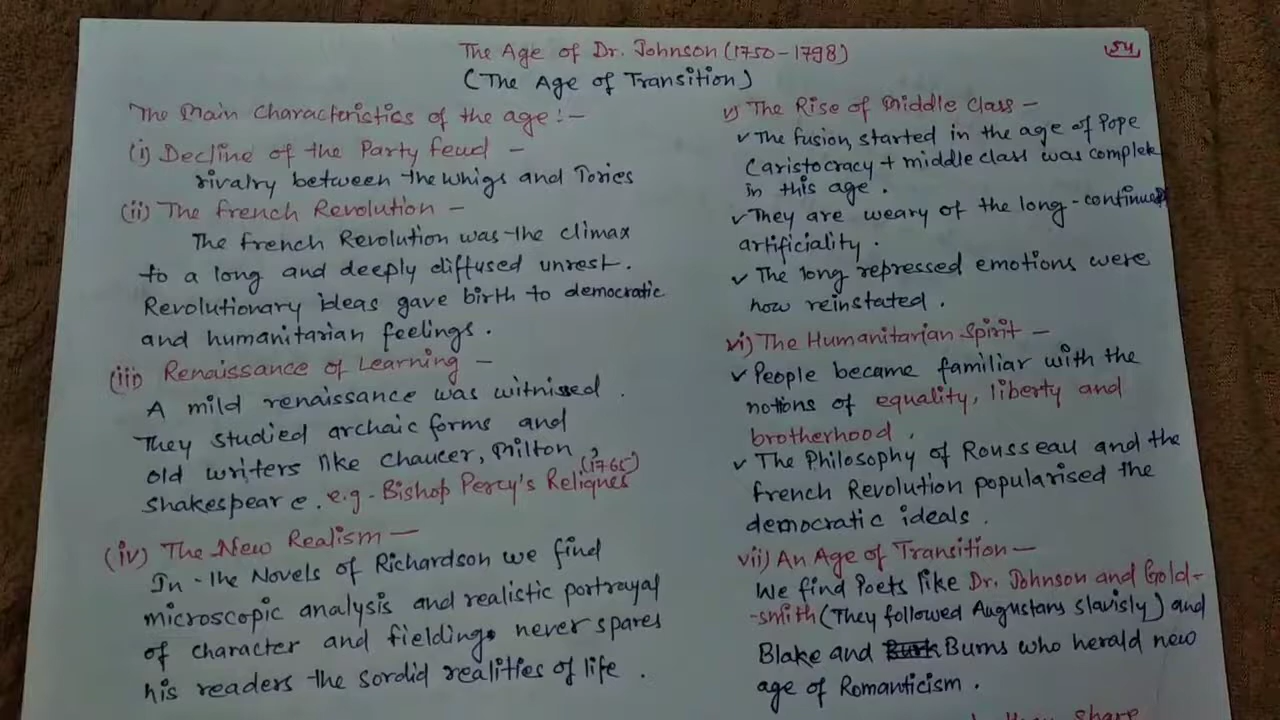 The Age of Dr. Johnson (1750-1798)
54
(The Age of Transition)
The Main Characteristics of the age :-
(i) Decline of the Party feud -
rivalry between the whigs and Tories
(ii) The French Revolution -
The French Revolution was the climax
to a long and deeply diffused unrest.
Revolutionary ideas gave birth to democratic
and humanitarian feelings.
(iii) Renaissance of Learning -
A mild renaissance was witnissed.
They studied archaic forms and
old writers like Chaucer, Milton,
Shakespeare. e.g. Bishop Percy's Reliques (1765)
(iv) The New Realism -
In the Novels of Richardson we find
microscopic analysis and realistic portrayal
of character and fielding never spares
his readers the sordid realities of life.
v) The Rise of Middle Class -
✓ The fusion, started in the age of Pope
(aristocracy + middle class was complete
in this age.
✓ They are weary of the long-continued
artificiality.
✓ The long repressed emotions were
now reinstated.
vi) The Humanitarian Spirit -
✓ People became familiar with the
notions of equality, liberty and
brotherhood.
✓ The Philosophy of Rousseau and the
French Revolution popularised the
democratic ideals.
vii) An Age of Transition -
We find Poets like Dr. Johnson and Gold-
-smith (They followed Augustans slavisly) and
Blake and Burns who herald new
age of Romanticism.
they share